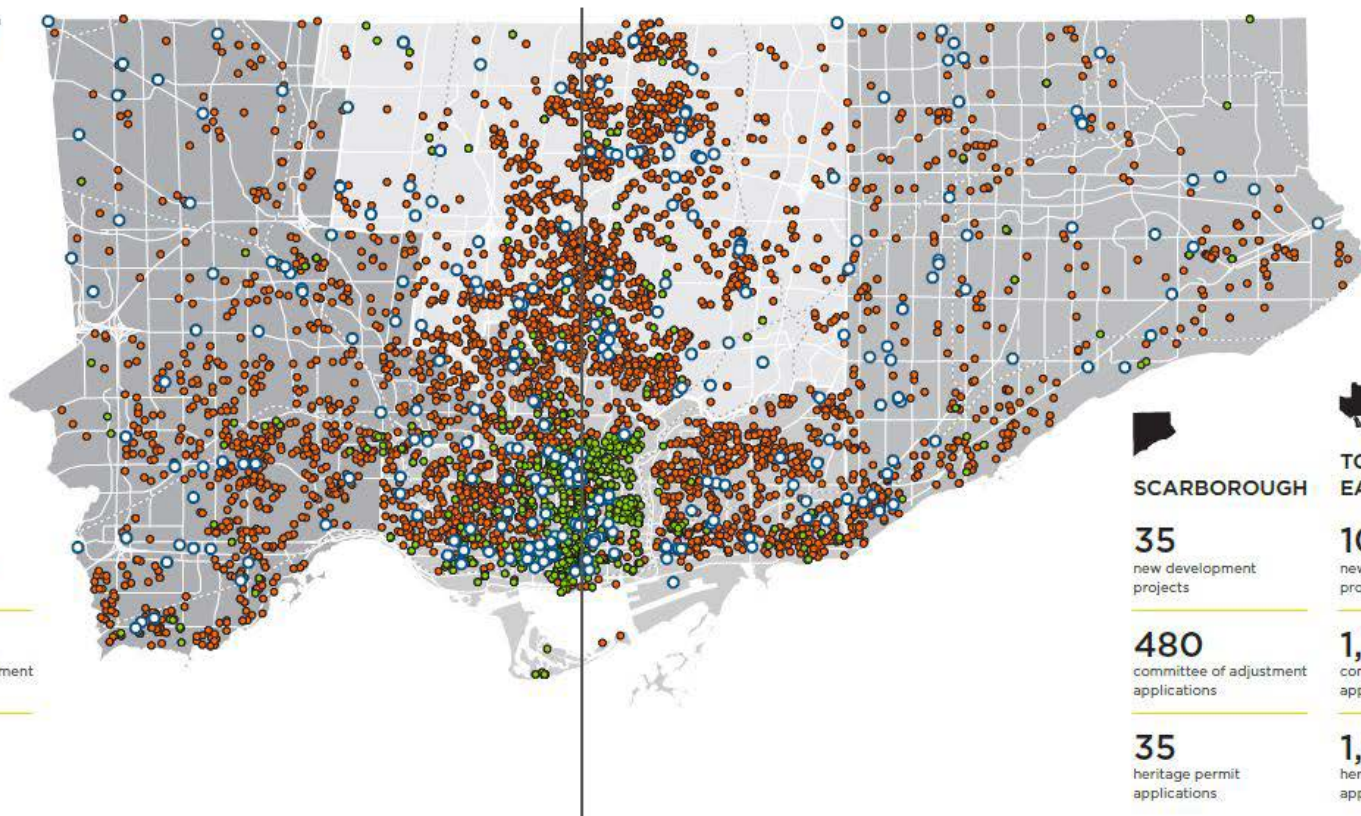 SCARBOROUGH
35
new development
projects
480
committee of adjustment
applications
35
heritage permit
applications